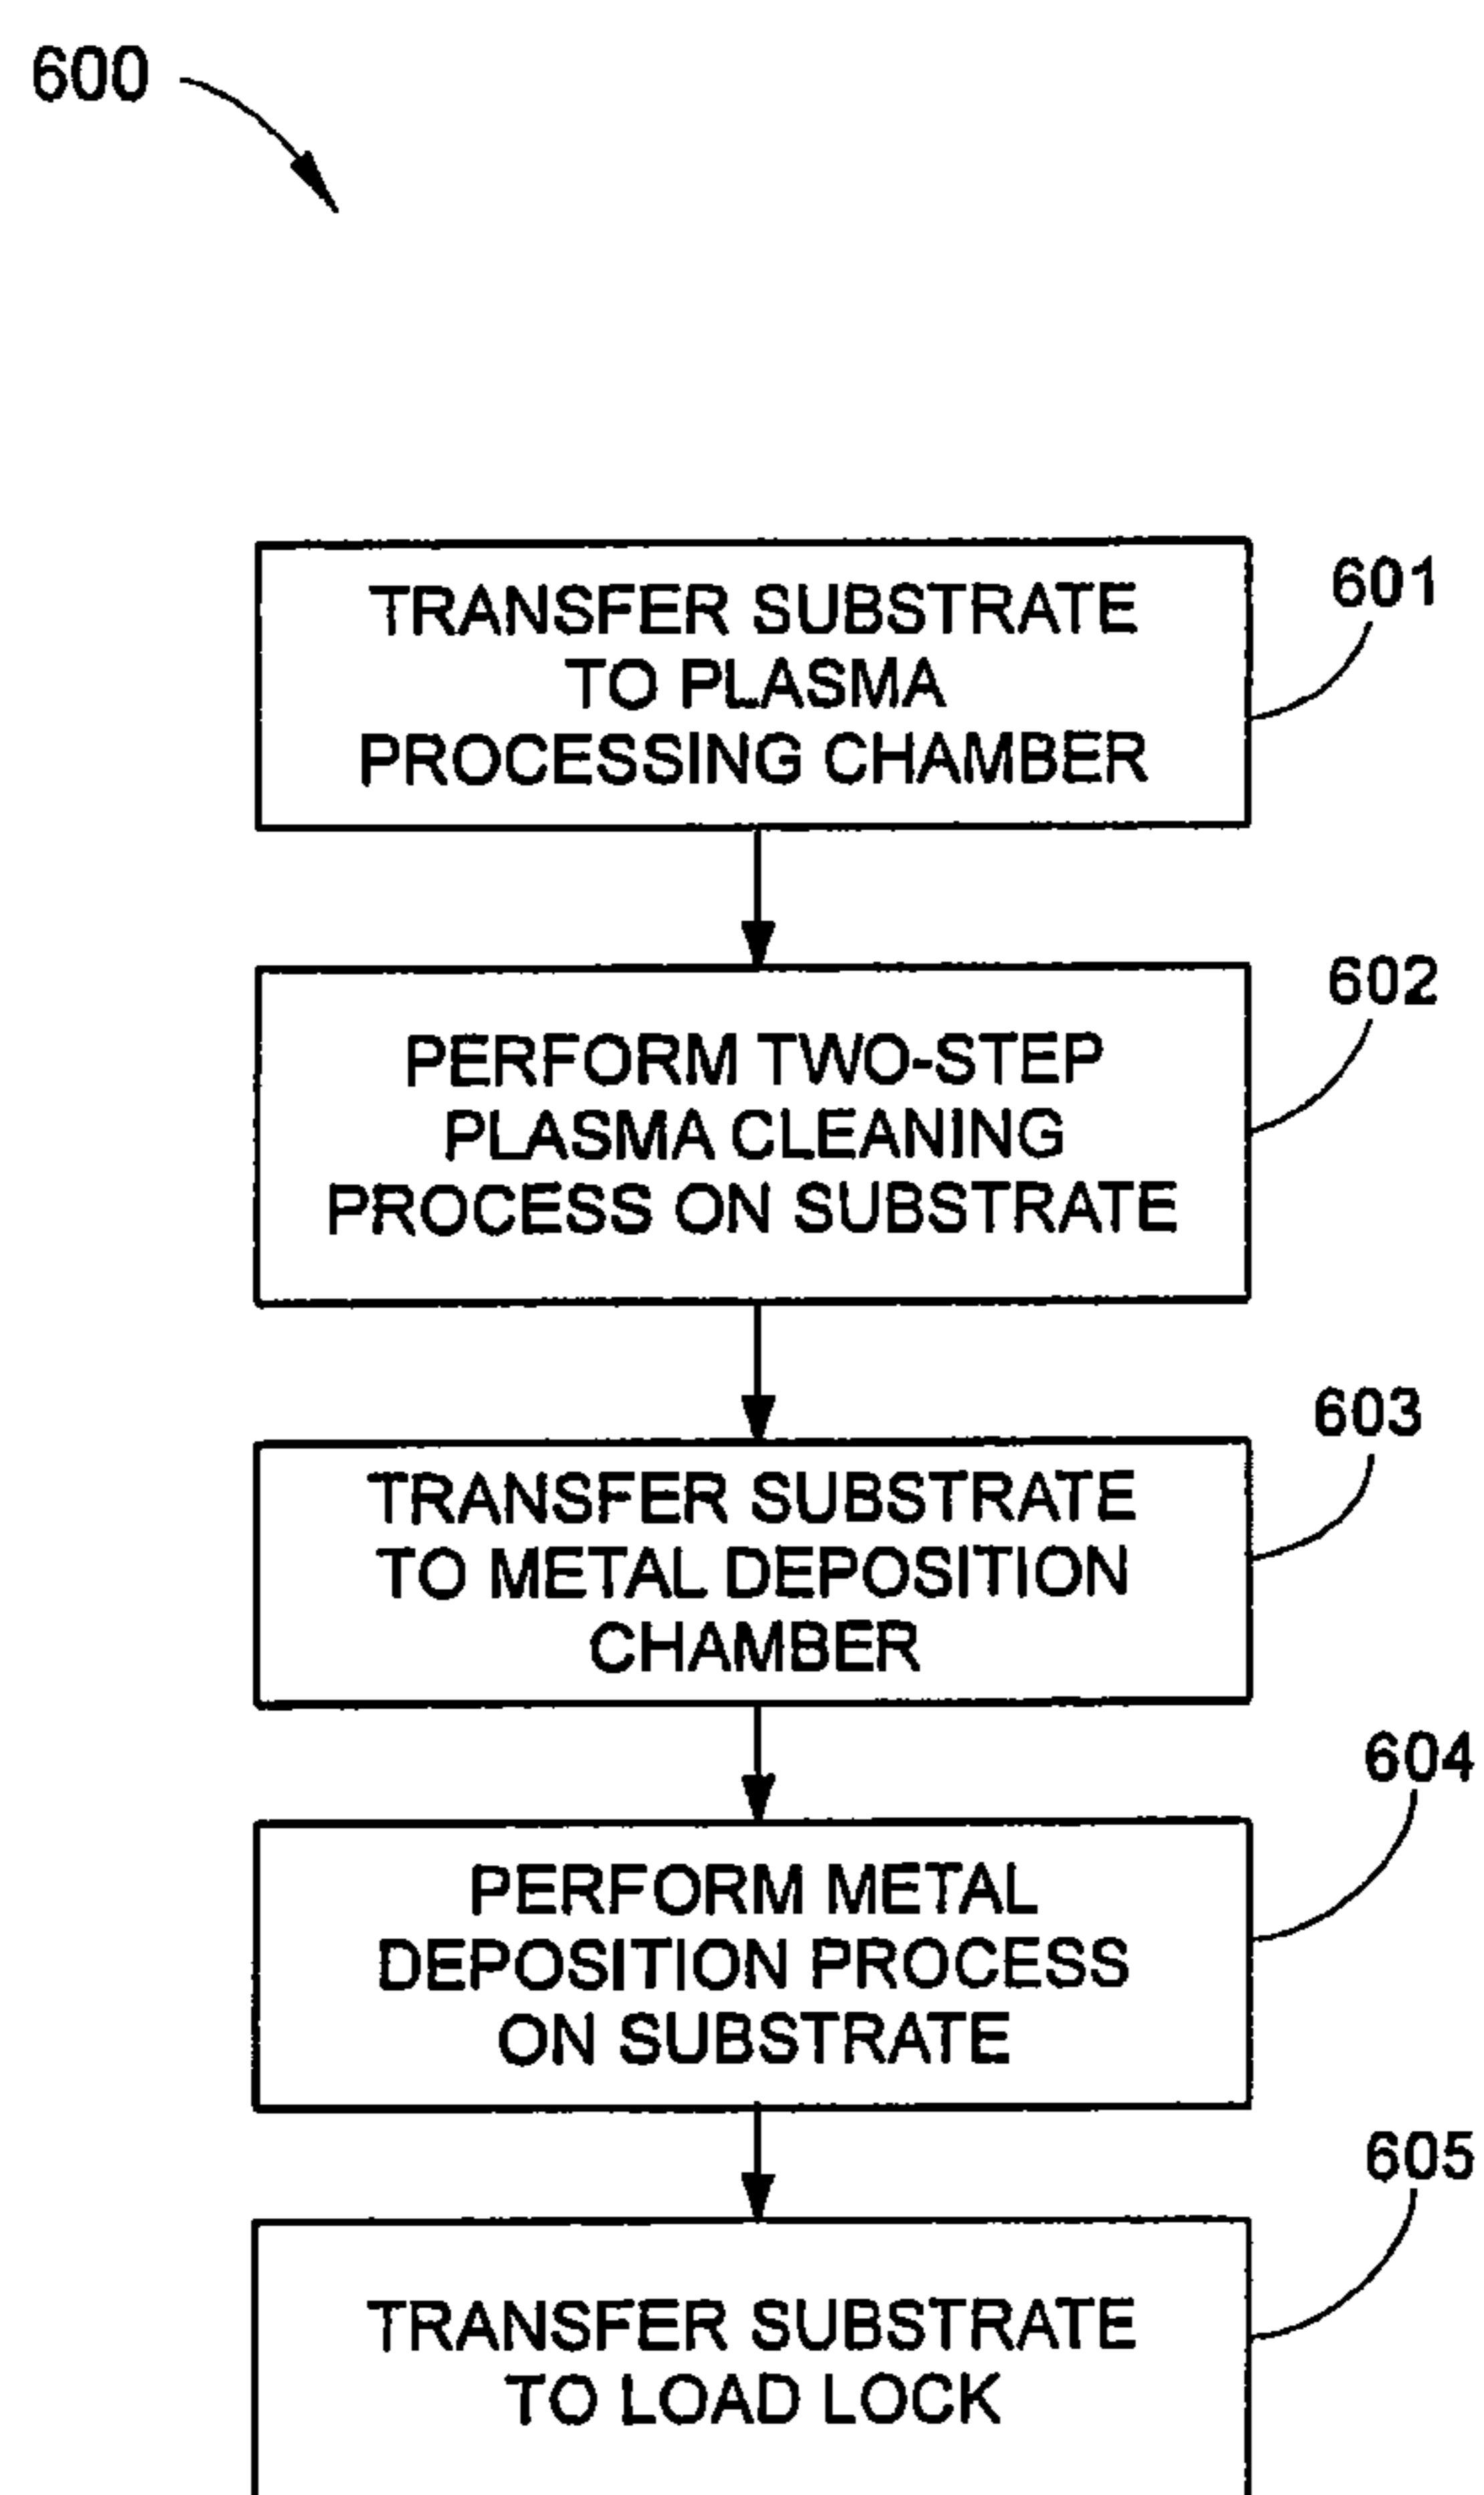 600
601
TRANSFER SUBSTRATE
TO PLASMA
PROCESSING CHAMBER
602
PERFORM TWO-STEP
PLASMA CLEANING
PROCESS ON SUBSTRATE
603
TRANSFER SUBSTRATE
TO METAL DEPOSITION
CHAMBER
604
PERFORM METAL
DEPOSITION PROCESS
ON SUBSTRATE
605
TRANSFER SUBSTRATE
TO LOAD LOCK